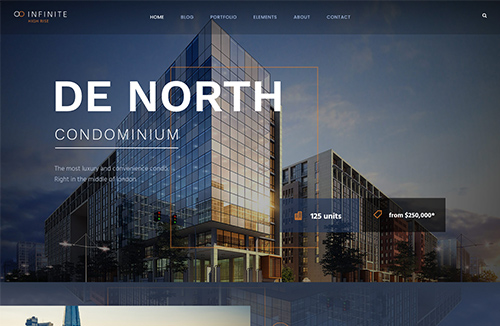 INFINITE
HIGH RISE
HOME
BLOG
PORTFOLIO
ELEMENTS
ABOUT
CONTACT
DE NORTH
CONDOMINIUM
The most luxury and convenience condo.
Right in the middle of london.
125 units
from $250,000*